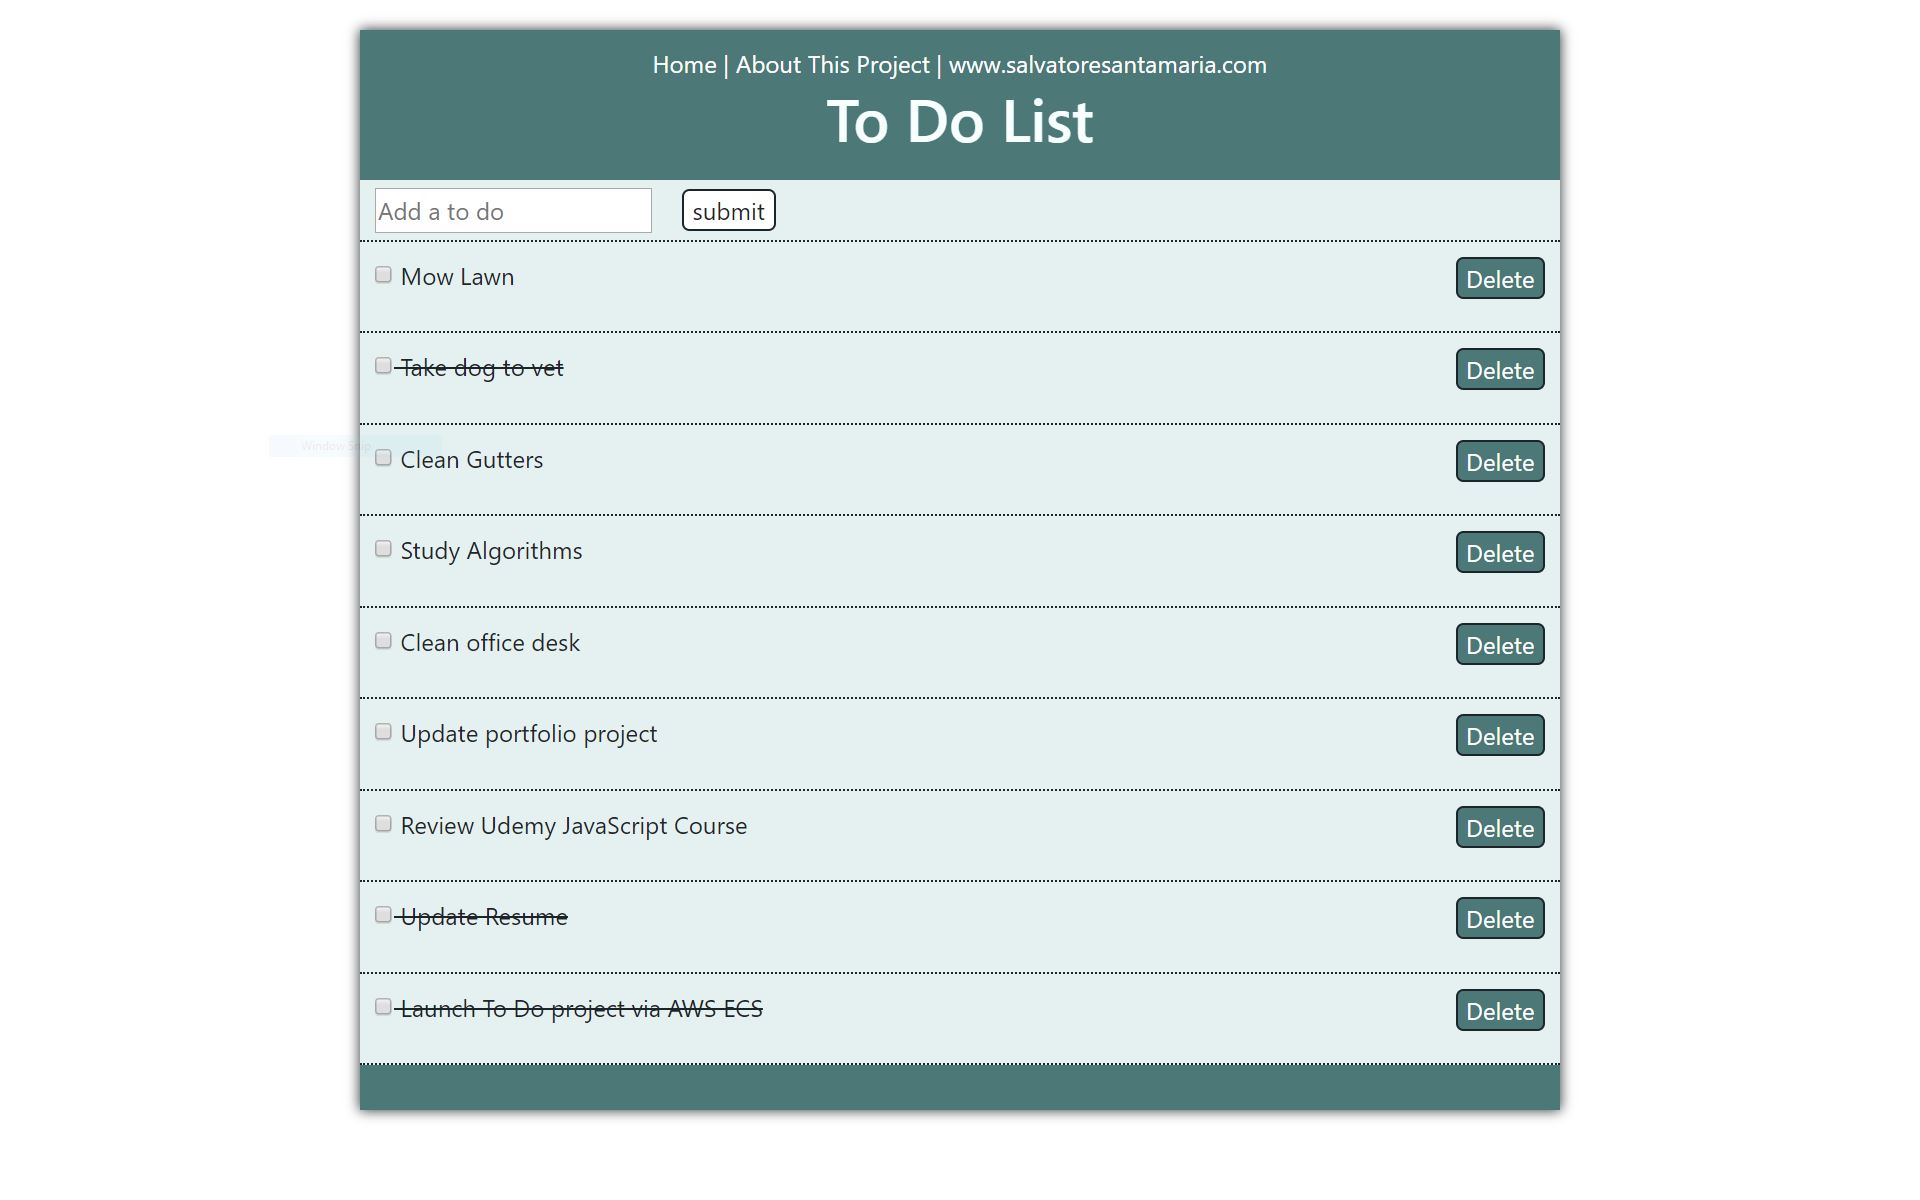 Home | About This Project | www.salvatoresantamaria.com
To Do List
Add a to do submit
Mow Lawn Delete
Take dog to vet Delete
Window Snip
Clean Gutters Delete
Study Algorithms Delete
Clean office desk Delete
Update portfolio project Delete
Review Udemy JavaScript Course Delete
Update Resume Delete
Launch To Do project via AWS ECS Delete